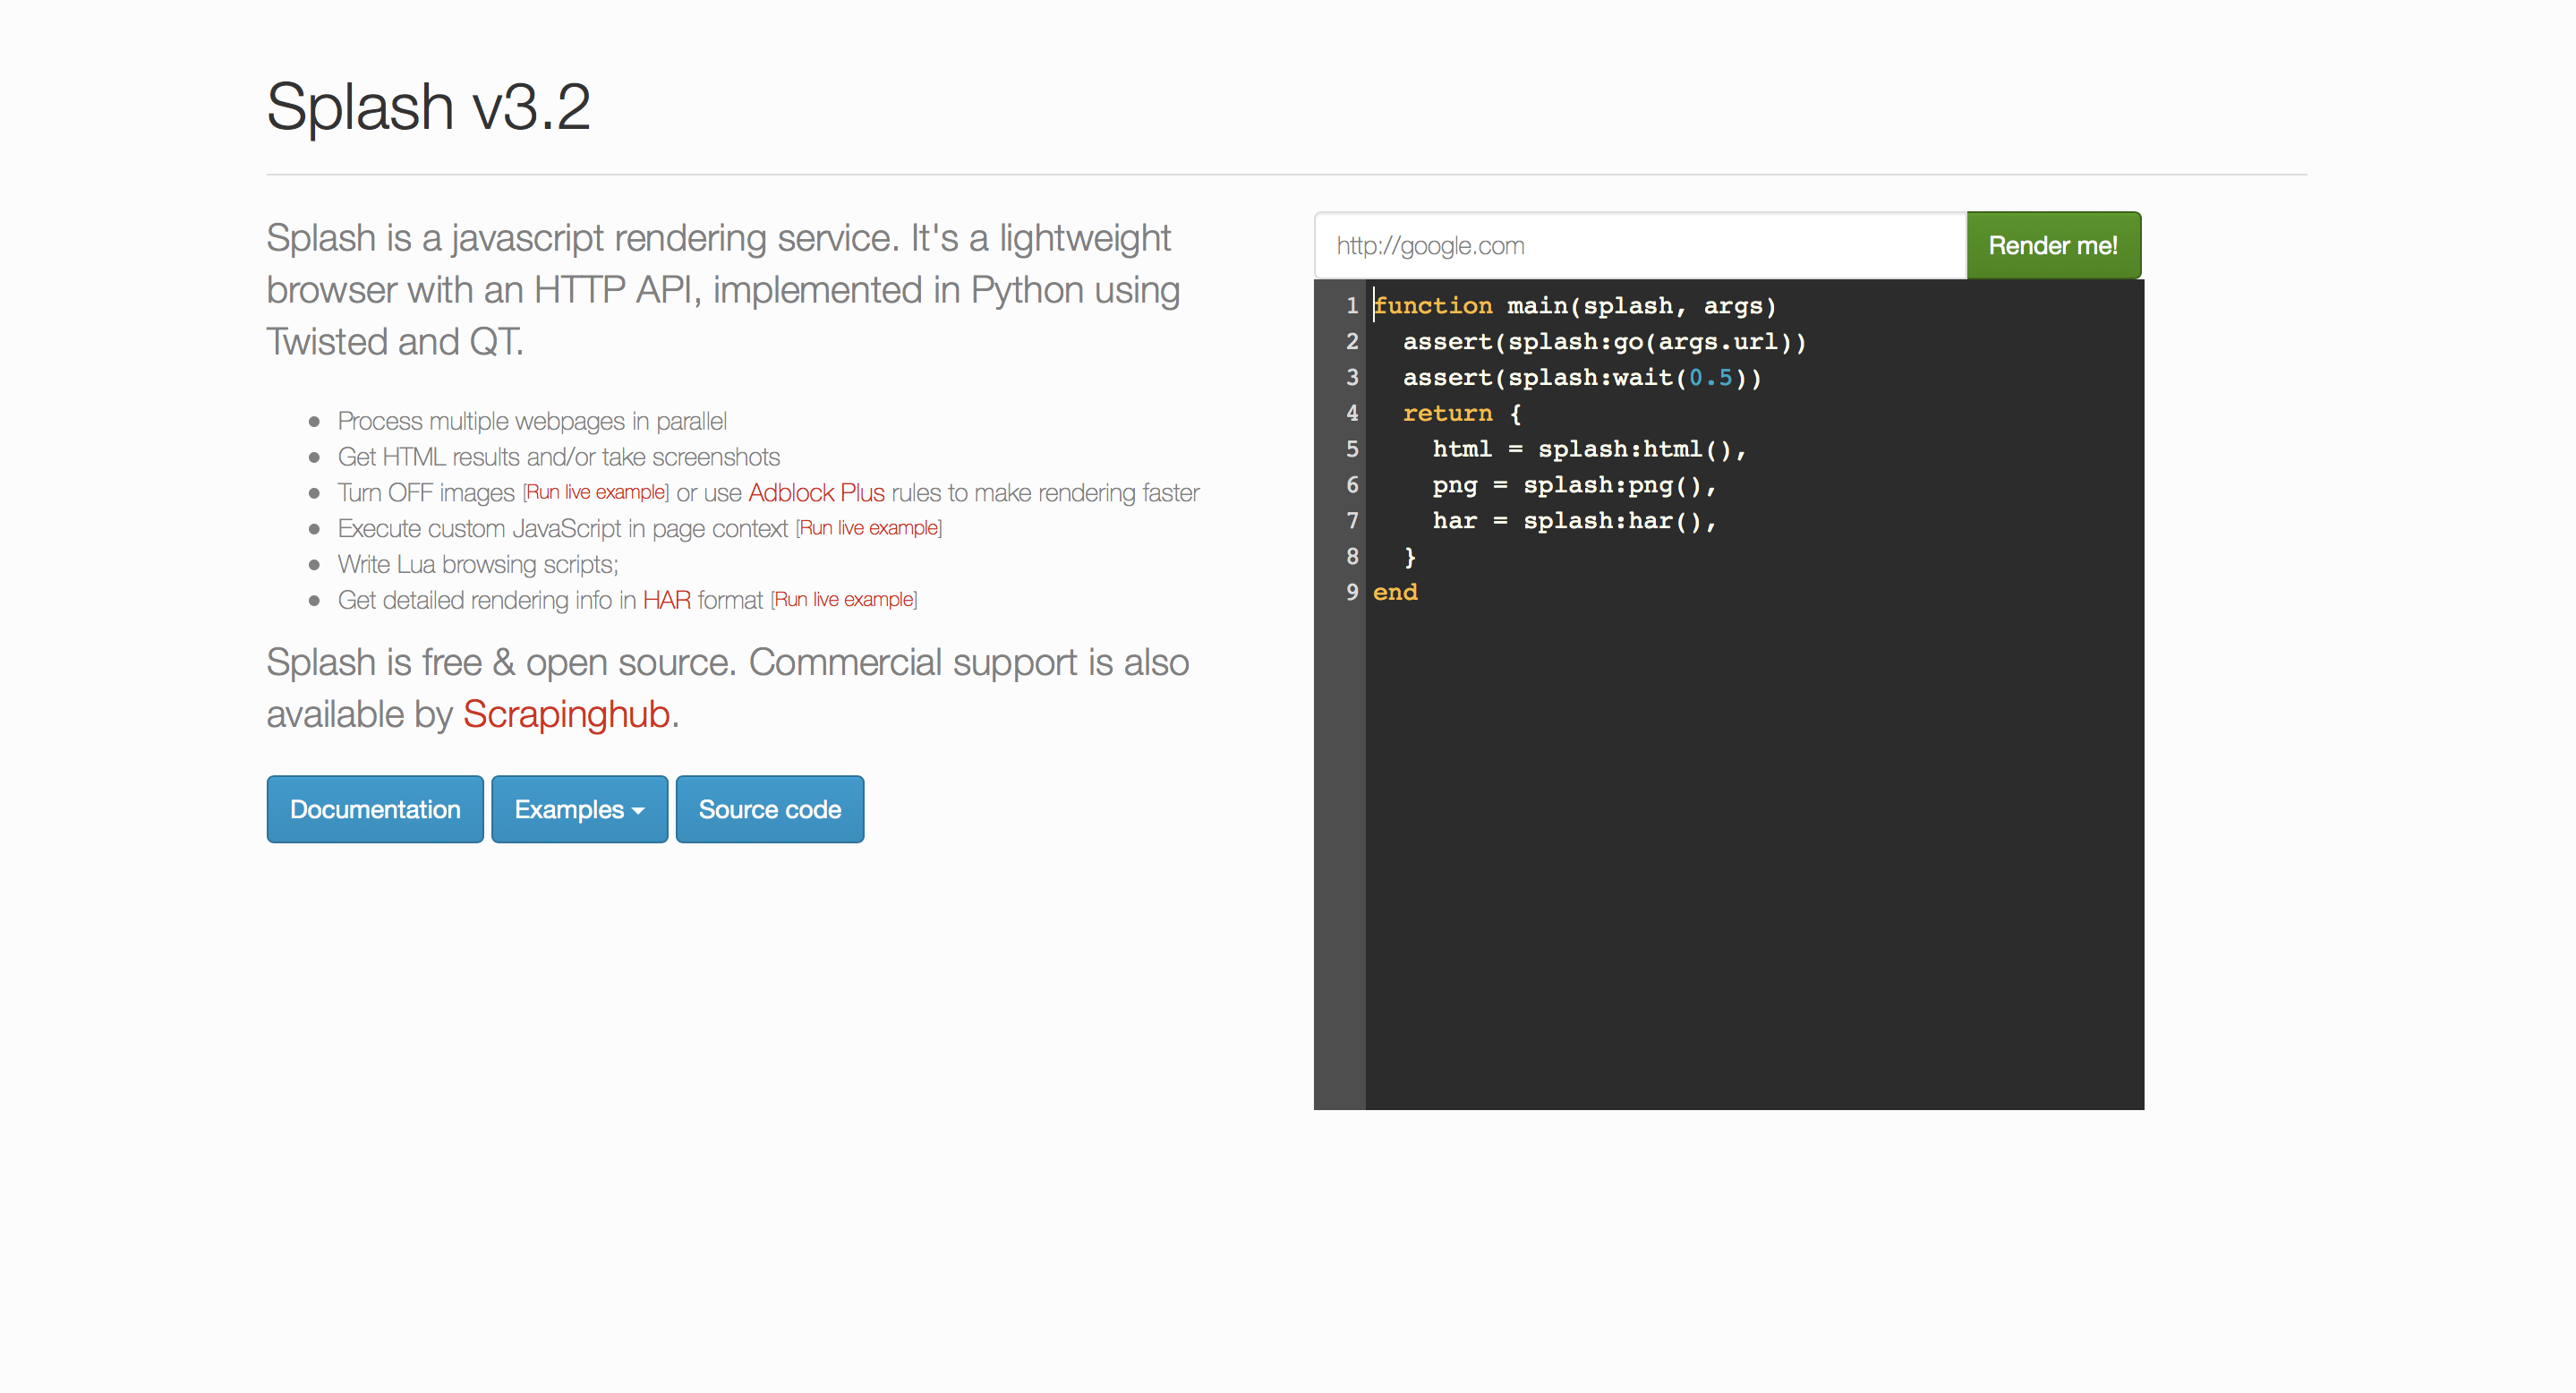 Splash v3.2
Splash is a javascript rendering service. It's a lightweight
browser with an HTTP API, implemented in Python using
Twisted and QT.
Process multiple webpages in parallel
Get HTML results and/or take screenshots
Turn OFF images [Run live example] or use Adblock Plus rules to make rendering faster
Execute custom JavaScript in page context [Run live example]
Write Lua browsing scripts;
Get detailed rendering info in HAR format [Run live example]
Splash is free & open source. Commercial support is also
available by Scrapinghub.
Documentation
Examples
Source code
http://google.com
Render me!
1 function main(splash, args)
2   assert(splash:go(args.url))
3   assert(splash:wait(0.5))
4   return {
5     html = splash:html(),
6     png = splash:png(),
7     har = splash:har(),
8   }
9 end